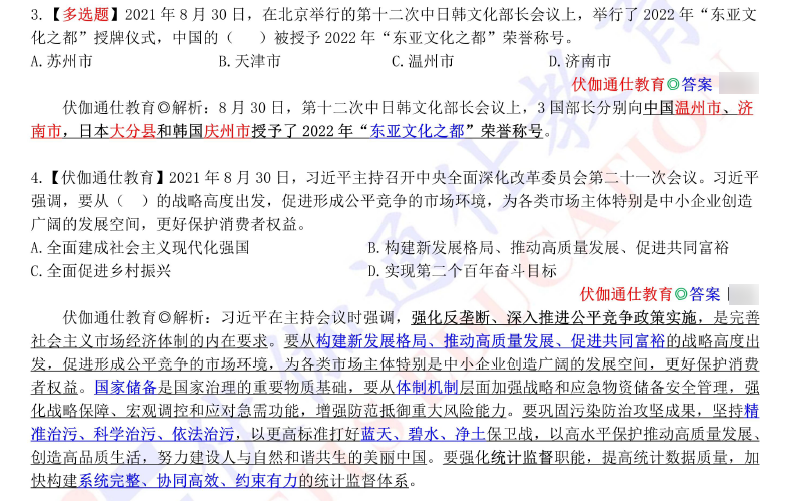 3.【多选题】2021 年 8 月 30 日，在北京举行的第十二次中日韩文化部长会议上，举行了 2022 年“东亚文
化之都”授牌仪式，中国的（    ）被授予 2022 年“东亚文化之都”荣誉称号。
A.苏州市 B.天津市 C.温州市 D.济南市
伏伽通仕教育◎答案
伏伽通仕教育◎解析：8 月 30 日，第十二次中日韩文化部长会议上，3 国部长分别向中国温州市、济
南市，日本大分县和韩国庆州市授予了 2022 年“东亚文化之都”荣誉称号。
4.【伏伽通仕教育】2021 年 8 月 30 日，习近平主持召开中央全面深化改革委员会第二十一次会议。习近平
强调，要从（    ）的战略高度出发，促进形成公平竞争的市场环境，为各类市场主体特别是中小企业创造
广阔的发展空间，更好保护消费者权益。
A.全面建成社会主义现代化强国 B.构建新发展格局、推动高质量发展、促进共同富裕
C.全面促进乡村振兴 D.实现第二个百年奋斗目标
伏伽通仕教育◎答案
伏伽通仕教育◎解析：习近平在主持会议时强调，强化反垄断、深入推进公平竞争政策实施，是完善
社会主义市场经济体制的内在要求。要从构建新发展格局、推动高质量发展、促进共同富裕的战略高度出
发，促进形成公平竞争的市场环境，为各类市场主体特别是中小企业创造广阔的发展空间，更好保护消费
者权益。国家储备是国家治理的重要物质基础，要从体制机制层面加强战略和应急物资储备安全管理，强
化战略保障、宏观调控和应对急需功能，增强防范抵御重大风险能力。要巩固污染防治攻坚成果，坚持精
准治污、科学治污、依法治污，以更高标准打好蓝天、碧水、净土保卫战，以高水平保护推动高质量发展、
创造高品质生活，努力建设人与自然和谐共生的美丽中国。要强化统计监督职能，提高统计数据质量，加
快构建系统完整、协同高效、约束有力的统计监督体系。